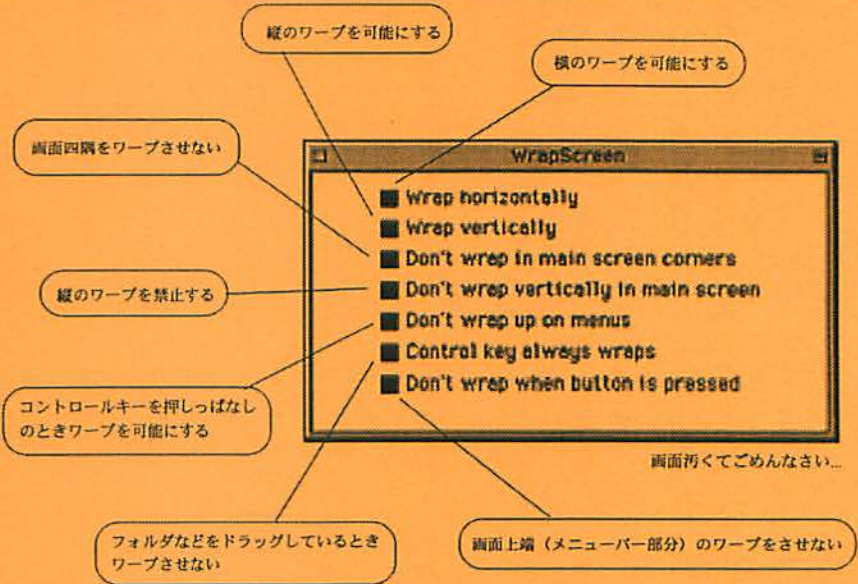 縦のワープを可能にする
横のワープを可能にする
画面四隅をワープさせない
WrapScreen
Wrap horizontally
Wrap vertically
Don't wrap in main screen corners
縦のワープを禁止する
Don't wrap vertically in main screen
Don't wrap up on menus
Control key always wraps
Don't wrap when button is pressed
コントロールキーを押しっぱなし
のときワープを可能にする
画面汚くてごめんなさい...
フォルダなどをドラッグしているとき
ワープさせない
画面上端（メニューバー部分）のワープをさせない